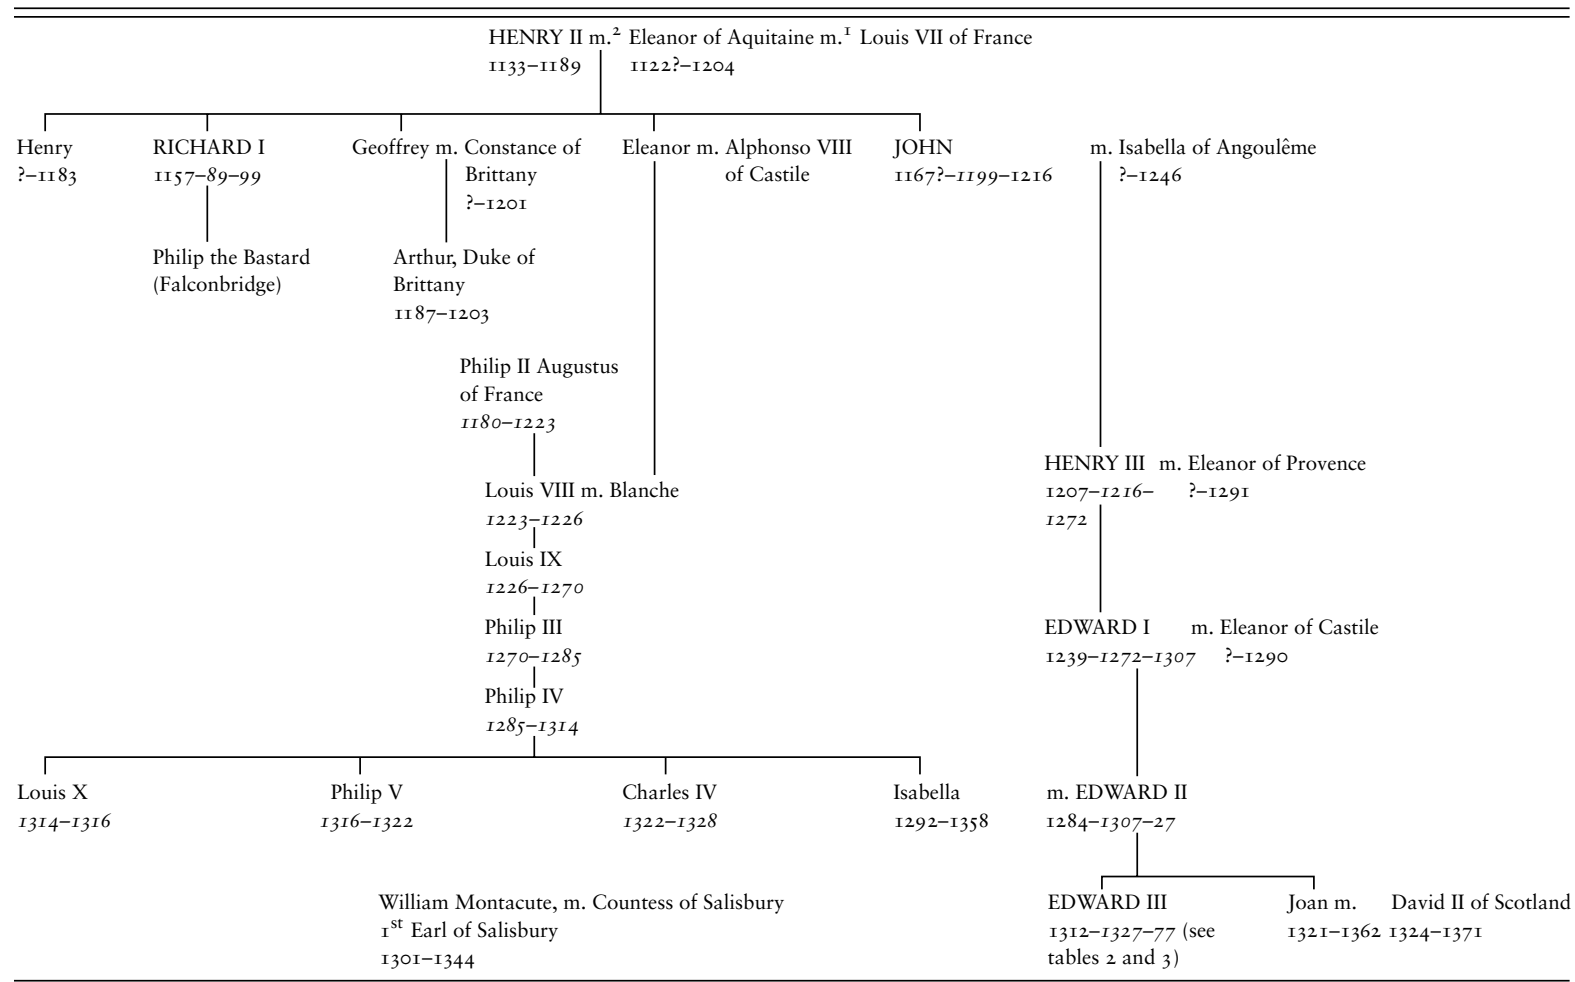 HENRY II m.² Eleanor of Aquitaine m.¹ Louis VII of France
1133–1189 1122?–1204
Henry RICHARD I Geoffrey m. Constance of Eleanor m. Alphonso VIII JOHN m. Isabella of Angoulême
?–1183 1157–89–99 Brittany of Castile 1167?–1199–1216 ?–1246
?–1201
Philip the Bastard Arthur, Duke of
(Falconbridge) Brittany
1187–1203
Philip II Augustus
of France
1180–1223
HENRY III m. Eleanor of Provence
Louis VIII m. Blanche 1207–1216– ?–1291
1223–1226 1272
Louis IX
1226–1270
Philip III EDWARD I m. Eleanor of Castile
1270–1285 1239–1272–1307 ?–1290
Philip IV
1285–1314
Louis X Philip V Charles IV Isabella m. EDWARD II
1314–1316 1316–1322 1322–1328 1292–1358 1284–1307–27
William Montacute, m. Countess of Salisbury EDWARD III Joan m. David II of Scotland
1st Earl of Salisbury 1312–1327–77 (see 1321–1362 1324–1371
1301–1344 tables 2 and 3)